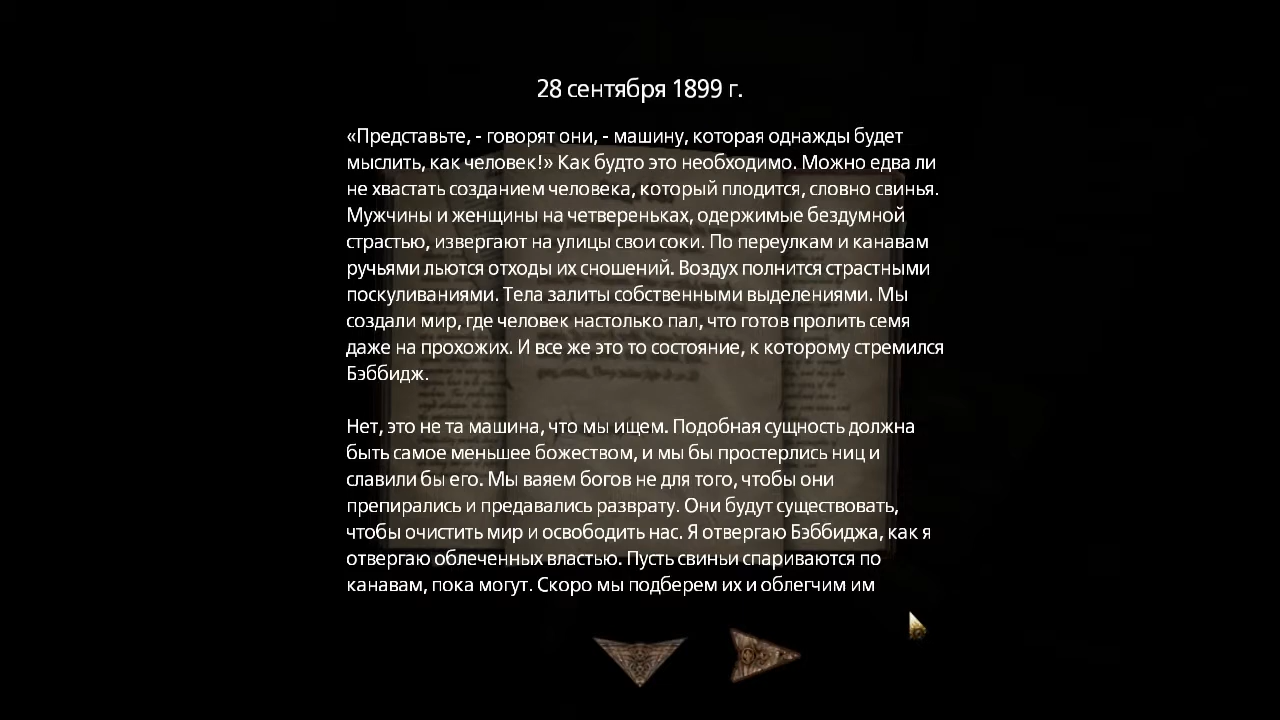 28 сентября 1899 г.
«Представьте, - говорят они, - машину, которая однажды будет
мыслить, как человек!» Как будто это необходимо. Можно едва ли
не хвастать созданием человека, который плодится, словно свинья.
Мужчины и женщины на четвереньках, одержимые бездумной
страстью, извергают на улицы свои соки. По переулкам и канавам
ручьями льются отходы их сношений. Воздух полнится страстными
поскуливаниями. Тела залиты собственными выделениями. Мы
создали мир, где человек настолько пал, что готов пролить семя
даже на прохожих. И все же это то состояние, к которому стремился
Бэббидж.
Нет, это не та машина, что мы ищем. Подобная сущность должна
быть самое меньшее божеством, и мы бы простерлись ниц и
славили бы его. Мы ваяем богов не для того, чтобы они
препирались и предавались разврату. Они будут существовать,
чтобы очистить мир и освободить нас. Я отвергаю Бэббиджа, как я
отвергаю облеченных властью. Пусть свиньи спариваются по
канавам, пока могут. Скоро мы подберем их и облегчим им